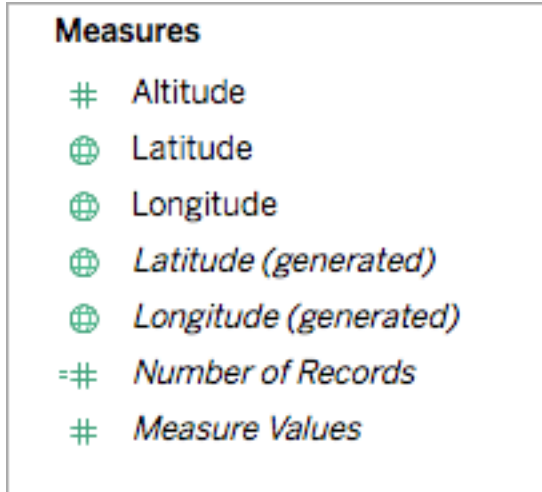 Measures
# Altitude
Latitude
Longitude
Latitude (generated)
Longitude (generated)
=# Number of Records
# Measure Values